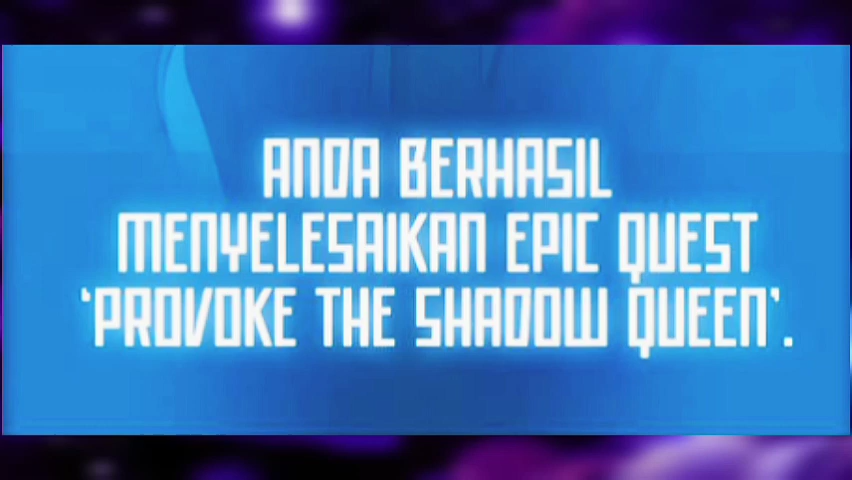 ANDA BERHASIL
MENYELESAIKAN EPIC QUEST
'PROVOKE THE SHADOW QUEEN'.